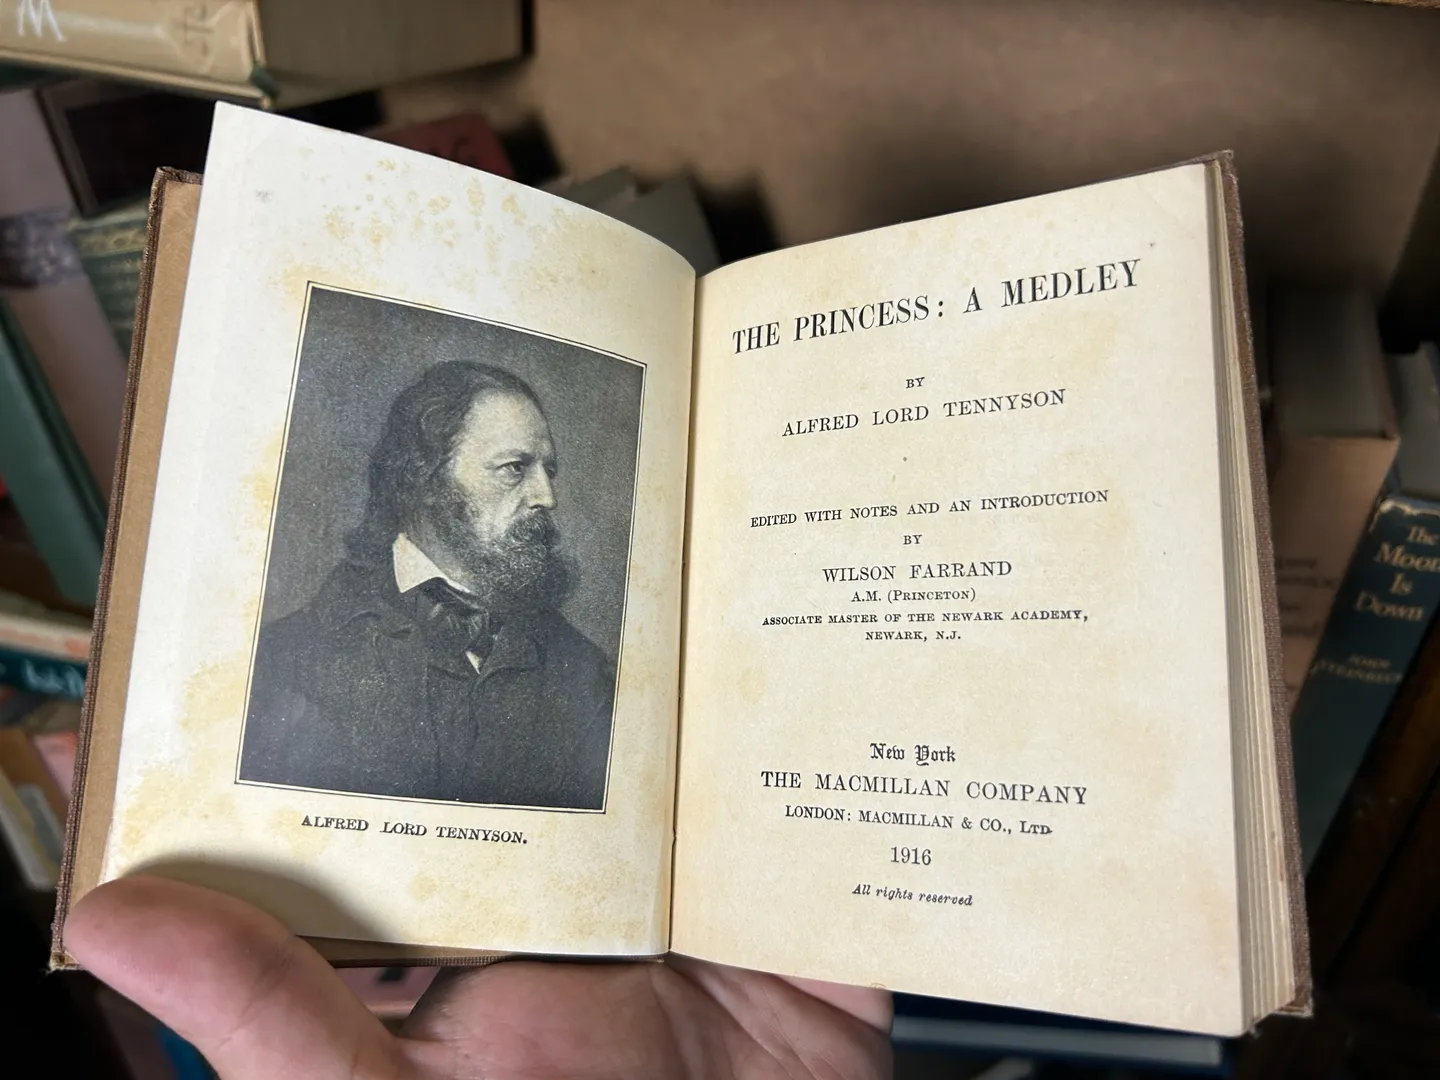 W
ALFRED LORD TENNYSON.
THE PRINCESS: A MEDLEY
BY
ALFRED LORD TENNYSON
EDITED WITH NOTES AND AN INTRODUCTION
BY
WILSON FARRAND
A.M. (PRINCETON)
ASSOCIATE MASTER OF THE NEWARK ACADEMY,
NEWARK, N.J.
New York
THE MACMILLAN COMPANY
LONDON: MACMILLAN & CO., LTD.
1916
All rights reserved
The
Moon
Is
Down
JOHN
STEINBECK